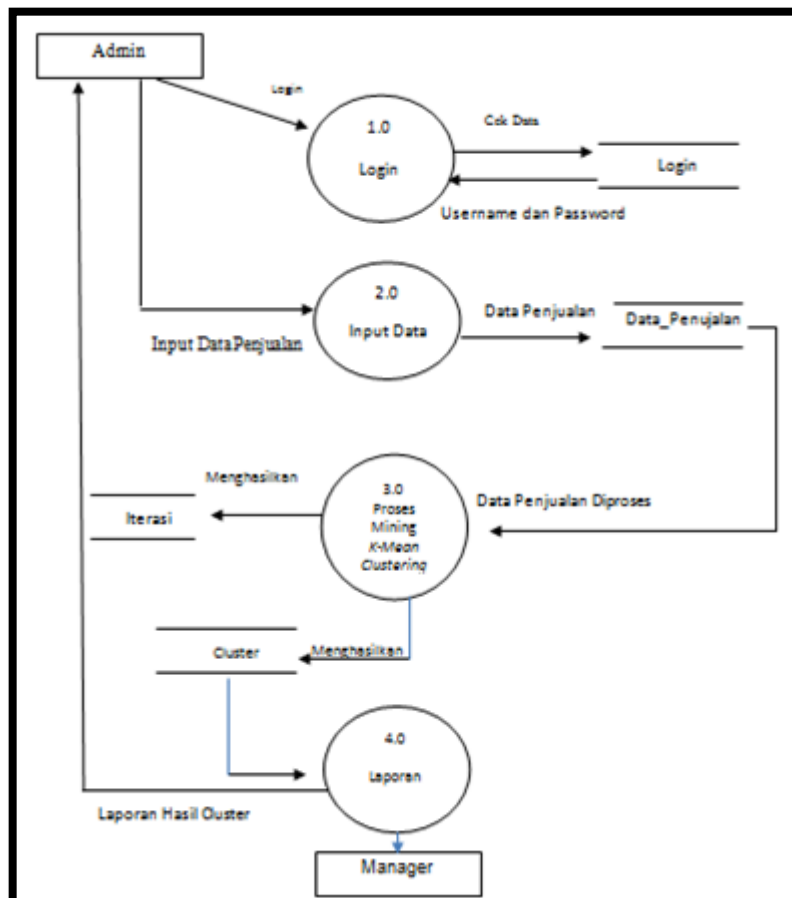 Admin
Login
1.0
Login
Cek Data
Login
Username dan Password
2.0
Input Data
Data Penjualan
Data_Penujalan
Input Data Penjualan
Menghasilkan
Iterasi
3.0
Proses
Mining
K-Mean
Clustering
Data Penjualan Diproses
Cluster
Menghasilkan
4.0
Laporan
Laporan Hasil Cluster
Manager